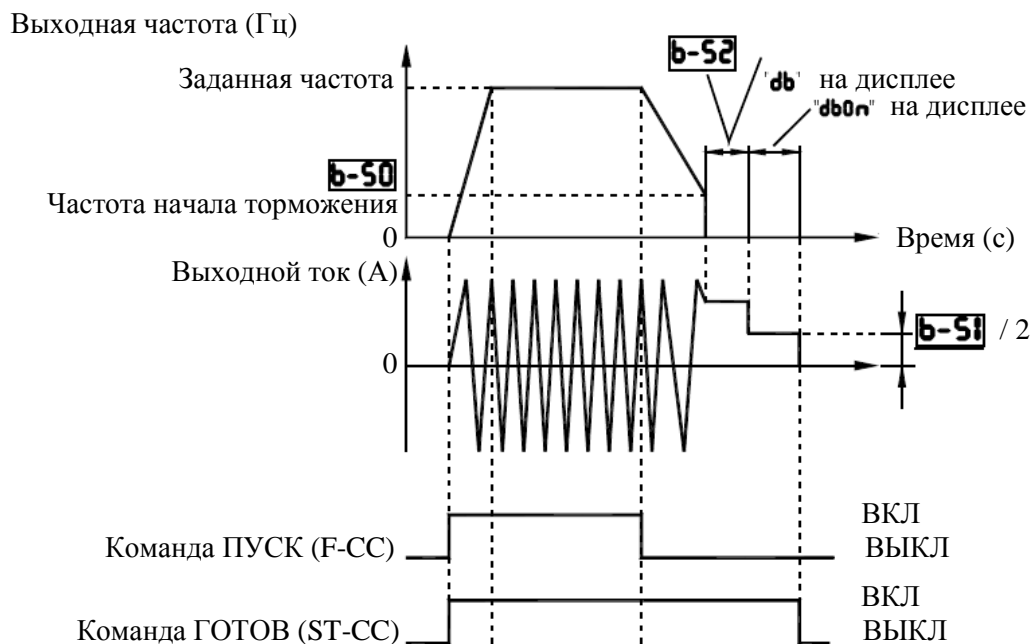 Выходная частота (Гц)
b-52
Заданная частота
"db" на дисплее
"db0n" на дисплее
b-50
Частота начала торможения
0
Время (с)
Выходной ток (А)
b-51 / 2
0
ВКЛ
Команда ПУСК (F-CC)
ВЫКЛ
ВКЛ
Команда ГОТОВ (ST-CC)
ВЫКЛ